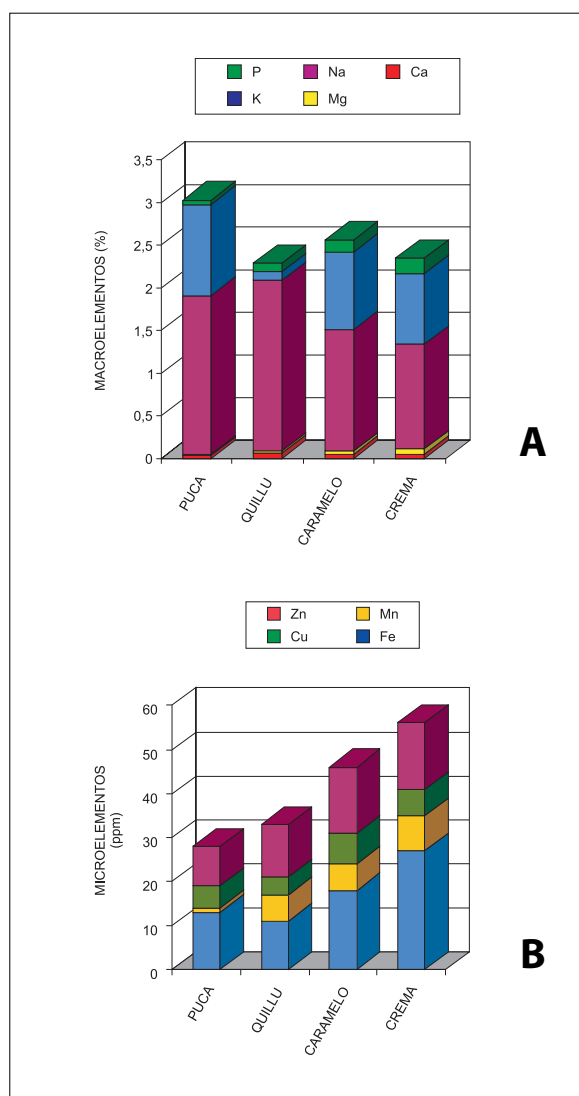 P Na Ca
K Mg
3,5
3
2,5
2
1,5
1
0,5
0
MACROELEMENTOS (%)
PUCA
QUILLU
CARAMELO
CREMA
A
Zn Mn
Cu Fe
60
50
40
30
20
10
0
MICROELEMENTOS
(ppm)
PUCA
QUILLU
CARAMELO
CREMA
B